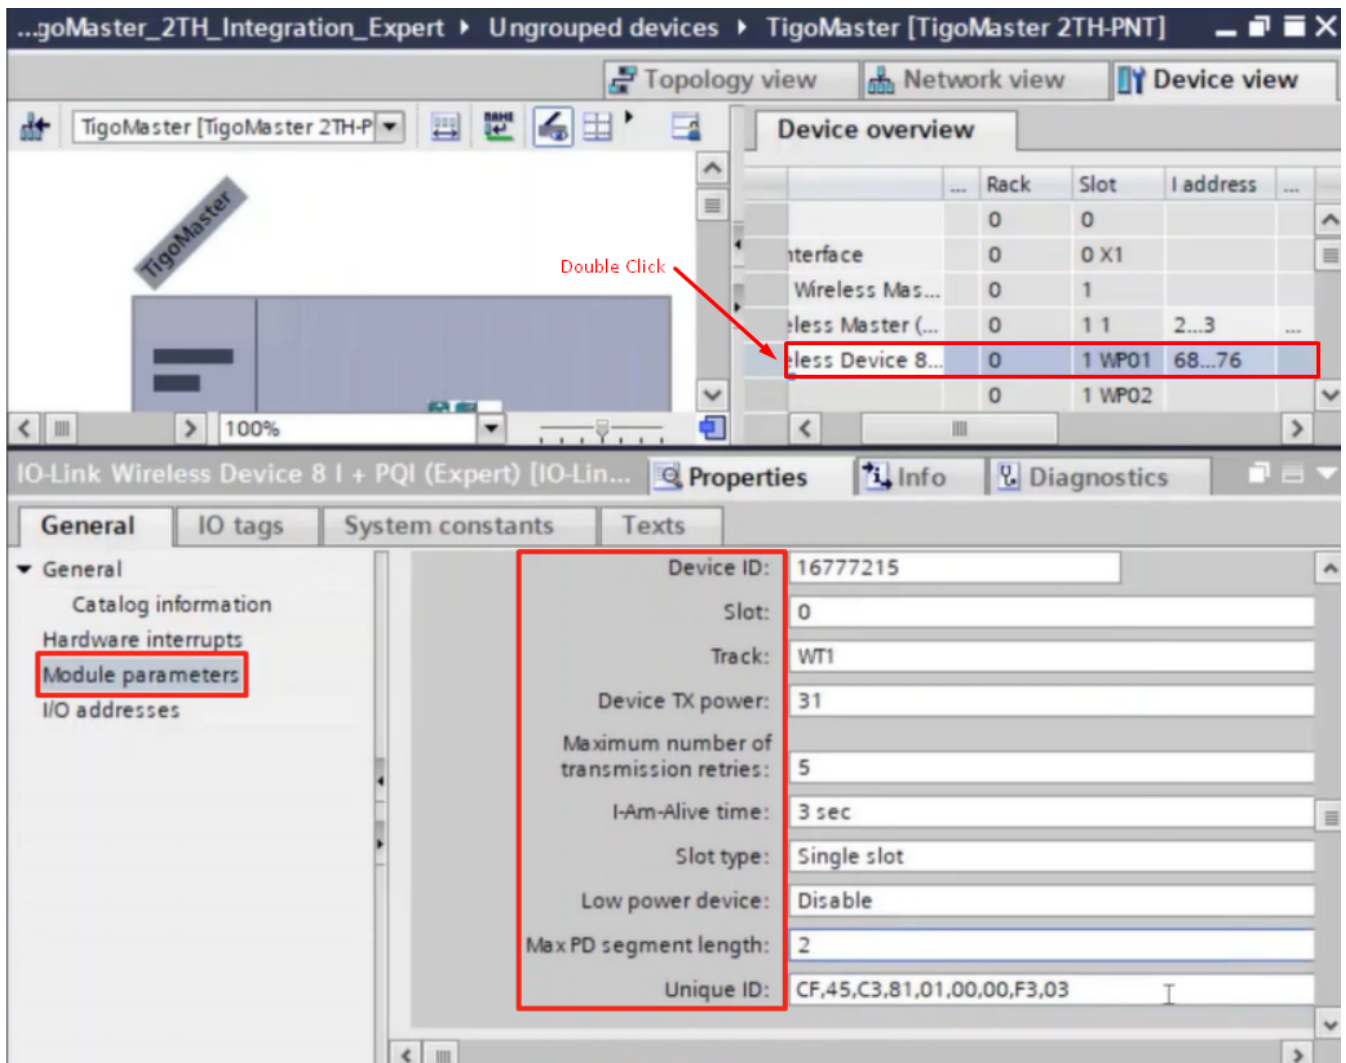 ...goMaster_2TH_Integration_Expert ▸ Ungrouped devices ▸ TigoMaster [TigoMaster 2TH-PNT]
Topology view Network view Device view
TigoMaster [TigoMaster 2TH-P
Device overview
... Rack Slot I address ...
0 0
nterface 0 0 X1
Wireless Mas... 0 1
eless Master (... 0 1 1 2...3 ...
eless Device 8... 0 1 WP01 68...76
0 1 WP02
TigoMaster
Double Click
100%
IO-Link Wireless Device 8 I + PQI (Expert) [IO-Lin... Properties Info Diagnostics
General IO tags System constants Texts
General
Catalog information
Hardware interrupts
Module parameters
I/O addresses
Device ID: 16777215
Slot: 0
Track: WT1
Device TX power: 31
Maximum number of
transmission retries: 5
I-Am-Alive time: 3 sec
Slot type: Single slot
Low power device: Disable
Max PD segment length: 2
Unique ID: CF,45,C3,81,01,00,00,F3,03